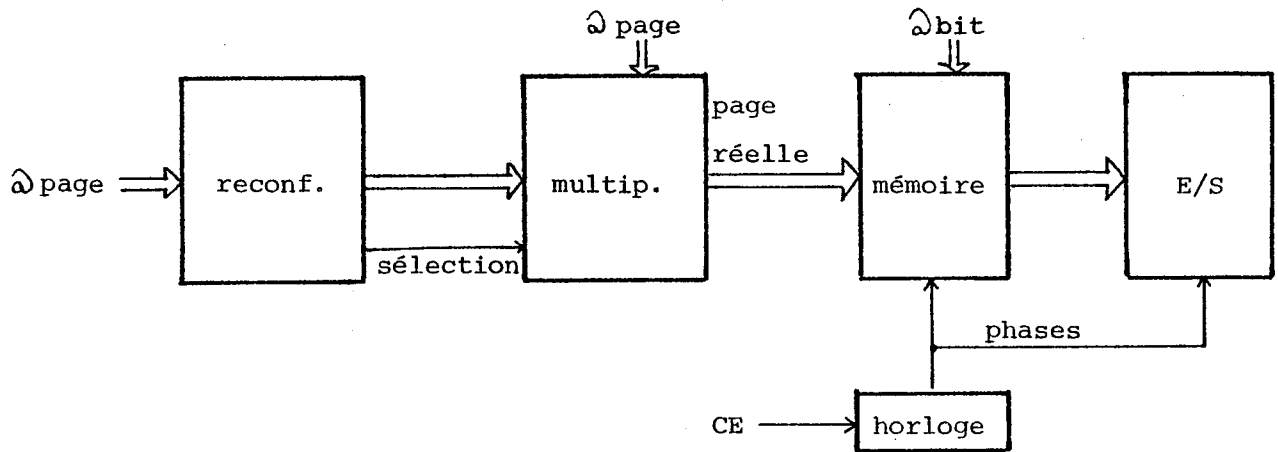 @ page
@ bit
@ page
reconf.
sélection
multip.
page
réelle
mémoire
E/S
phases
CE
horloge